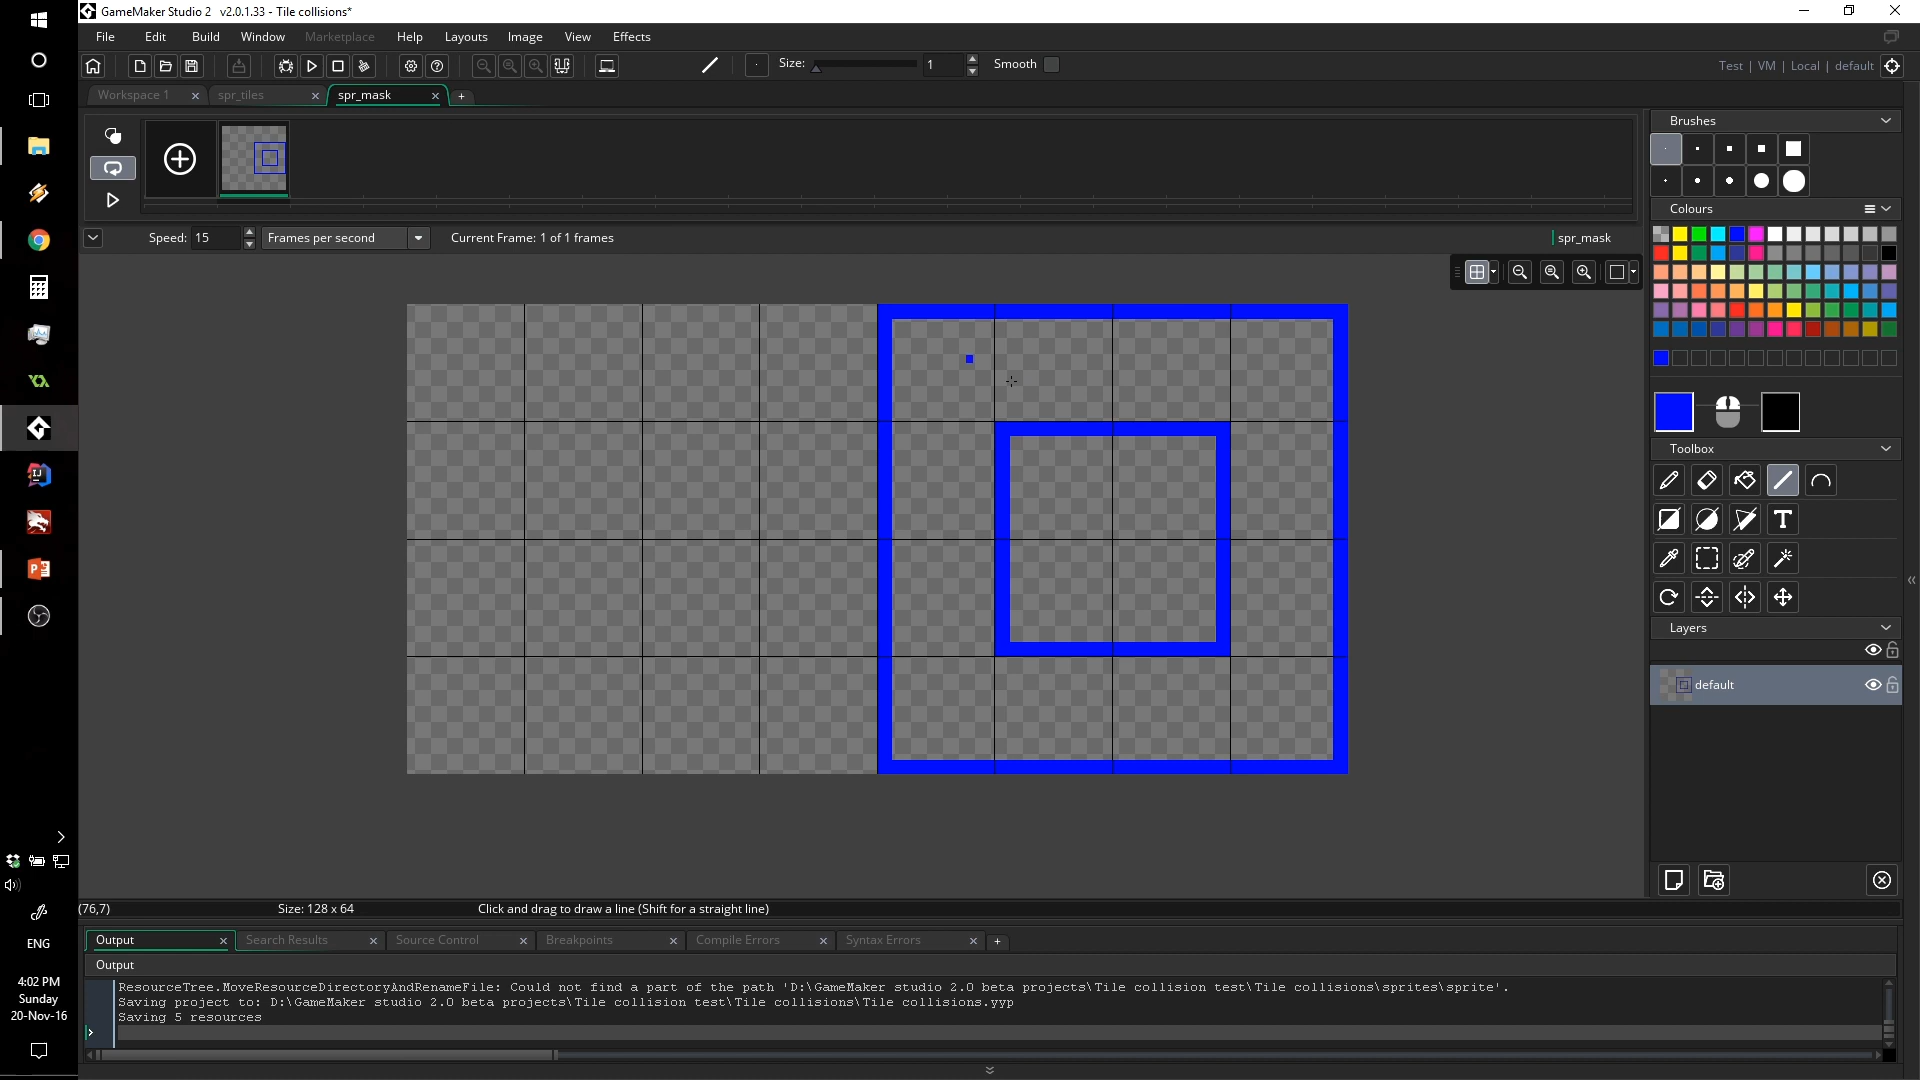 GameMaker Studio 2 v2.0.1.33 - Tile collisions*
File Edit Build Window Marketplace Help Layouts Image View Effects
Size: 1 Smooth
Test | VM | Local | default
Workspace 1 spr_tiles spr_mask
Brushes
Colours
Speed: 15 Frames per second Current Frame: 1 of 1 frames spr_mask
Toolbox
T
Layers
default
(76,7) Size: 128 x 64 Click and drag to draw a line (Shift for a straight line)
Output Search Results Source Control Breakpoints Compile Errors Syntax Errors
Output
ResourceTree.MoveResourceDirectoryAndRenameFile: Could not find a part of the path 'D:\GameMaker studio 2.0 beta projects\Tile collision test\Tile collisions\sprites\sprite'.
Saving project to: D:\GameMaker studio 2.0 beta projects\Tile collision test\Tile collisions\Tile collisions.yyp
Saving 5 resources
ENG
4:02 PM
Sunday
20-Nov-16